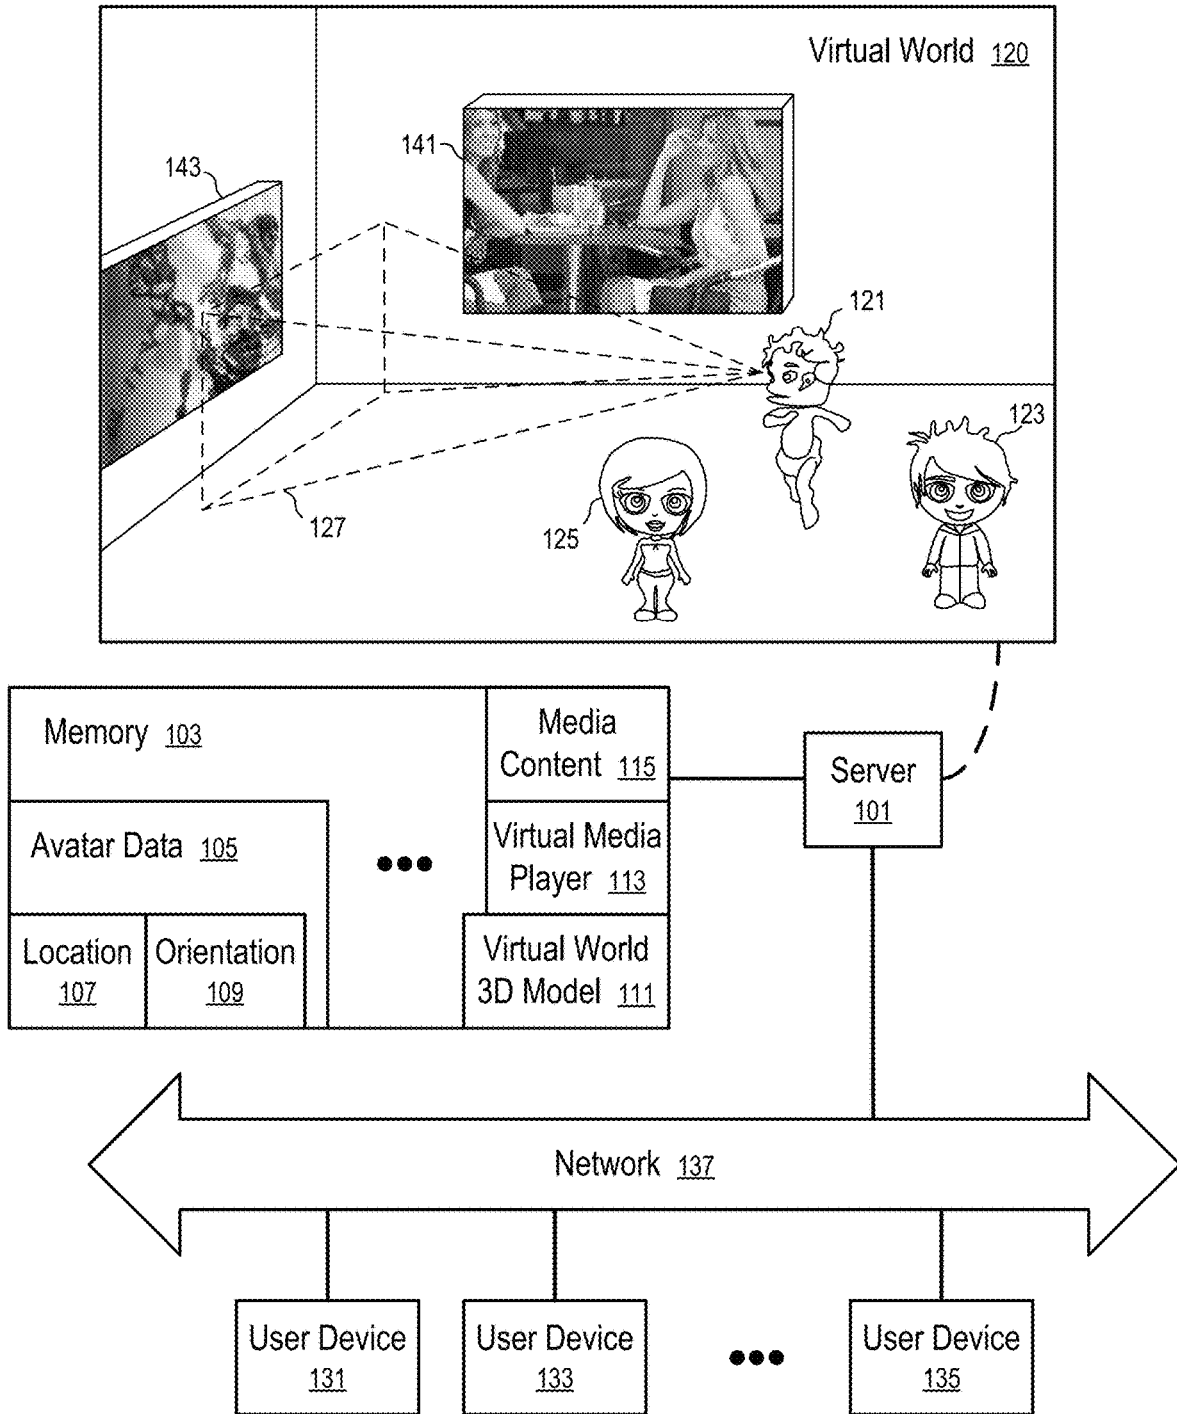 Virtual World 120
141
143
121
123
125
127
Memory 103
Media
Content 115
Server
101
Avatar Data 105
Virtual Media
Player 113
Location
107
Orientation
109
Virtual World
3D Model 111
Network 137
User Device
131
User Device
133
User Device
135